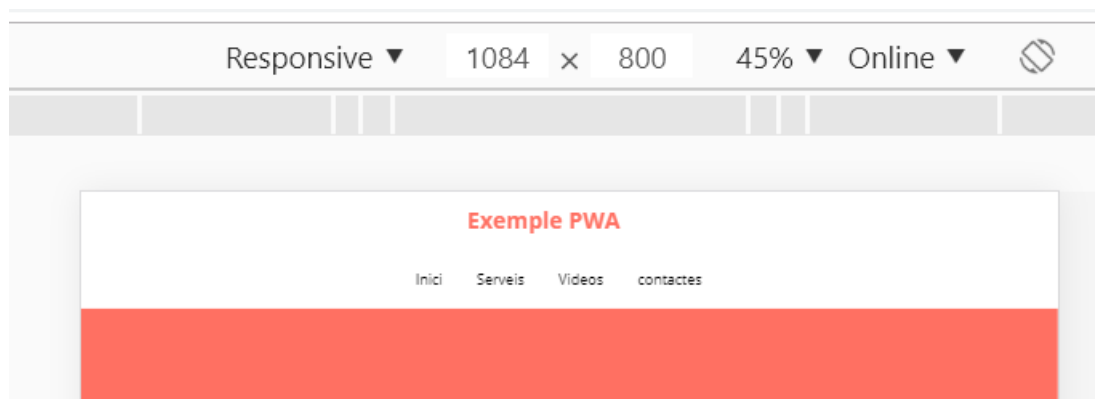 Responsive ▼ 1084 × 800 45% ▼ Online ▼
Exemple PWA
Inici Serveis Videos contactes